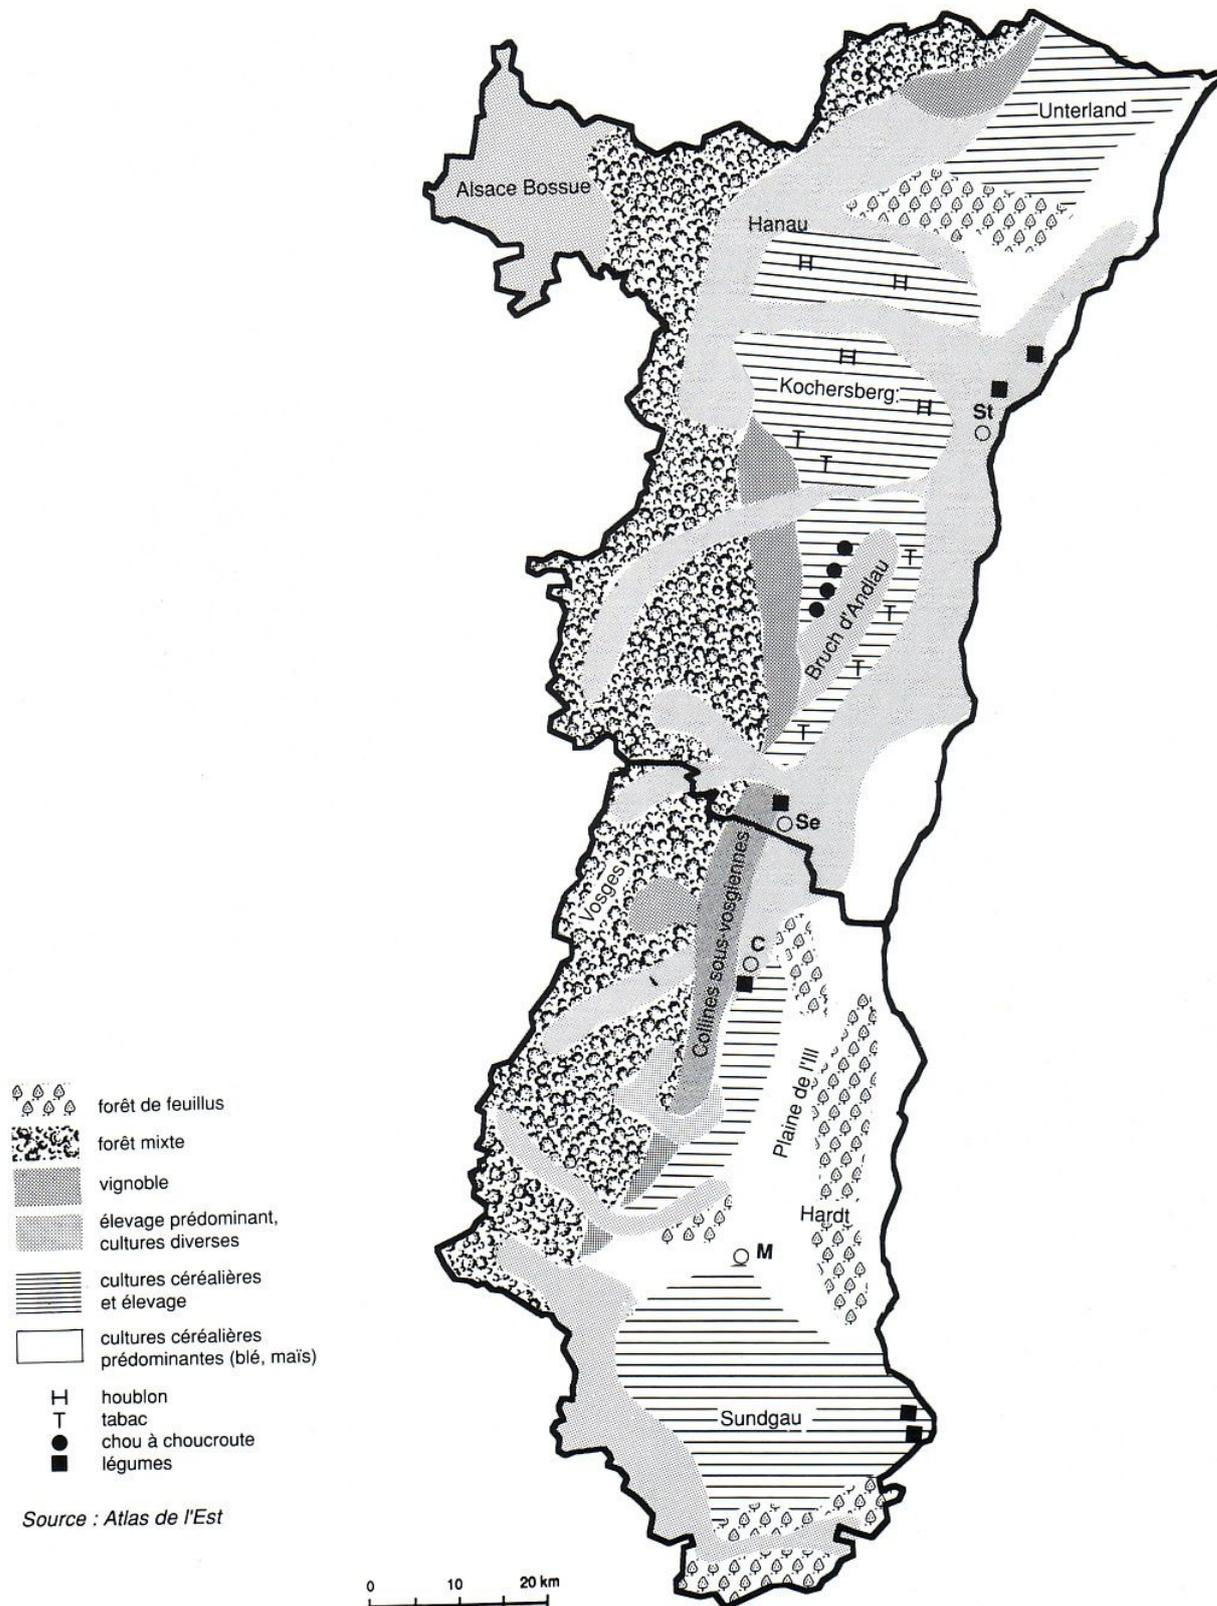 Unterland
Alsace Bossue
Hanau
H
H
H
Kochersberg:
H
St
T
T
T
Bruch d'Andlau
T
T
T
Se
Vosges
Collines sous-vosgiennes
C
Plaine de l'Ill
Hardt
M
Sundgau
forêt de feuillus
forêt mixte
vignoble
élevage prédominant,
cultures diverses
cultures céréalières
et élevage
cultures céréalières
prédominantes (blé, maïs)
H houblon
T tabac
chou à choucroute
légumes
Source : Atlas de l'Est
0 10 20 km